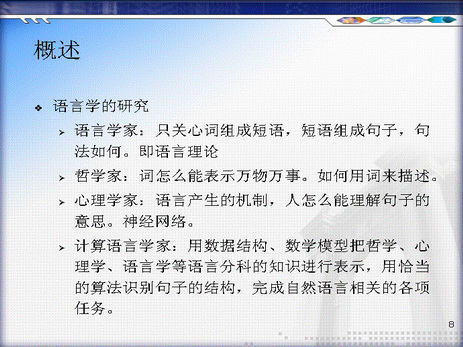 概述
语言学的研究
语言学家：只关心词组成短语，短语组成句子，句
法如何。即语言理论
哲学家：词怎么能表示万物万事。如何用词来描述。
心理学家：语言产生的机制，人怎么能理解句子的
意思。神经网络。
计算语言学家：用数据结构、数学模型把哲学、心
理学、语言学等语言分科的知识进行表示，用恰当
的算法识别句子的结构，完成自然语言相关的各项
任务。
8